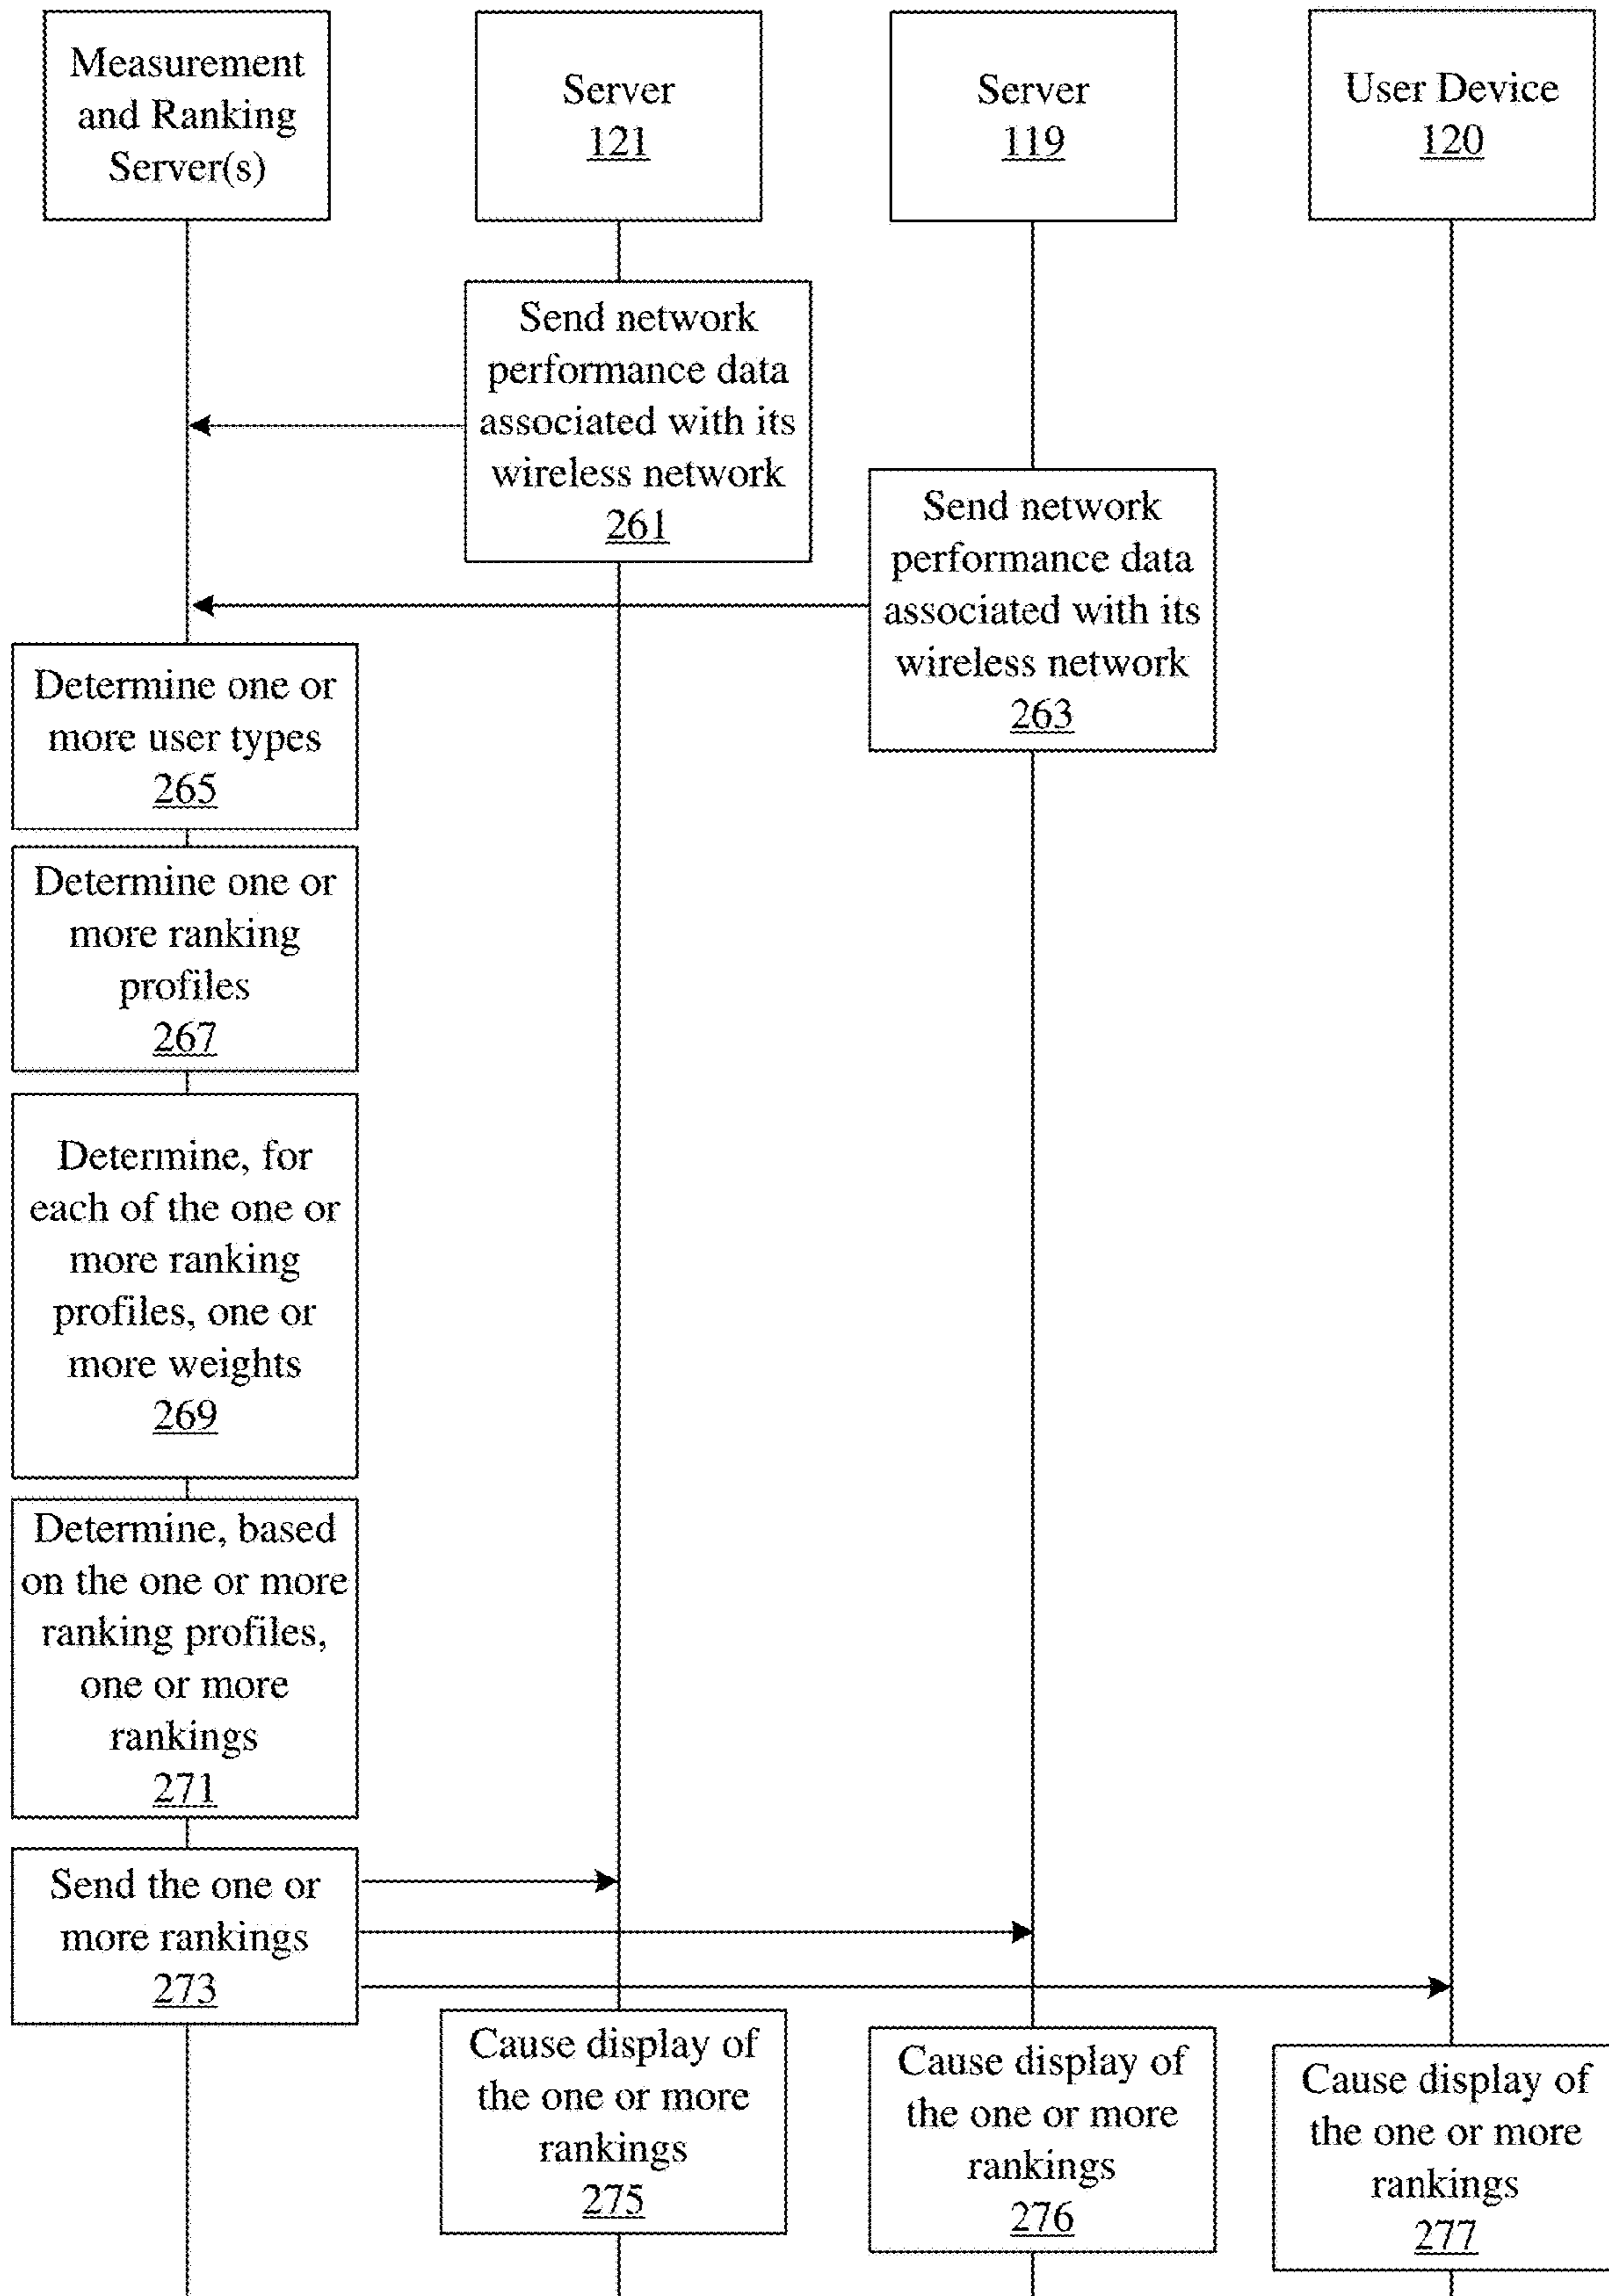 Measurement
and Ranking
Server(s)
Server
121
Server
119
User Device
120
Send network
performance data
associated with its
wireless network
261
Send network
performance data
associated with its
wireless network
263
Determine one or
more user types
265
Determine one or
more ranking
profiles
267
Determine, for
each of the one or
more ranking
profiles, one or
more weights
269
Determine, based
on the one or more
ranking profiles,
one or more
rankings
271
Send the one or
more rankings
273
Cause display of
the one or more
rankings
275
Cause display of
the one or more
rankings
276
Cause display of
the one or more
rankings
277